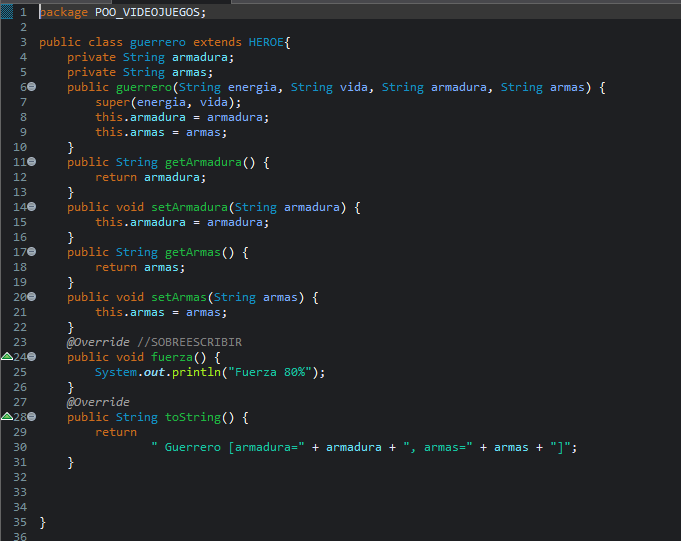 1 package POO_VIDEOJUEGOS;
2
3 public class guerrero extends HEROE{
4     private String armadura;
5     private String armas;
6     public guerrero(String energia, String vida, String armadura, String armas) {
7         super(energia, vida);
8         this.armadura = armadura;
9         this.armas = armas;
10     }
11     public String getArmadura() {
12         return armadura;
13     }
14     public void setArmadura(String armadura) {
15         this.armadura = armadura;
16     }
17     public String getArmas() {
18         return armas;
19     }
20     public void setArmas(String armas) {
21         this.armas = armas;
22     }
23     @Override //SOBREESCRIBIR
24     public void fuerza() {
25         System.out.println("Fuerza 80%");
26     }
27     @Override
28     public String toString() {
29         return
30                 " Guerrero [armadura=" + armadura + ", armas=" + armas + "]";
31     }
32
33
34
35 }
36